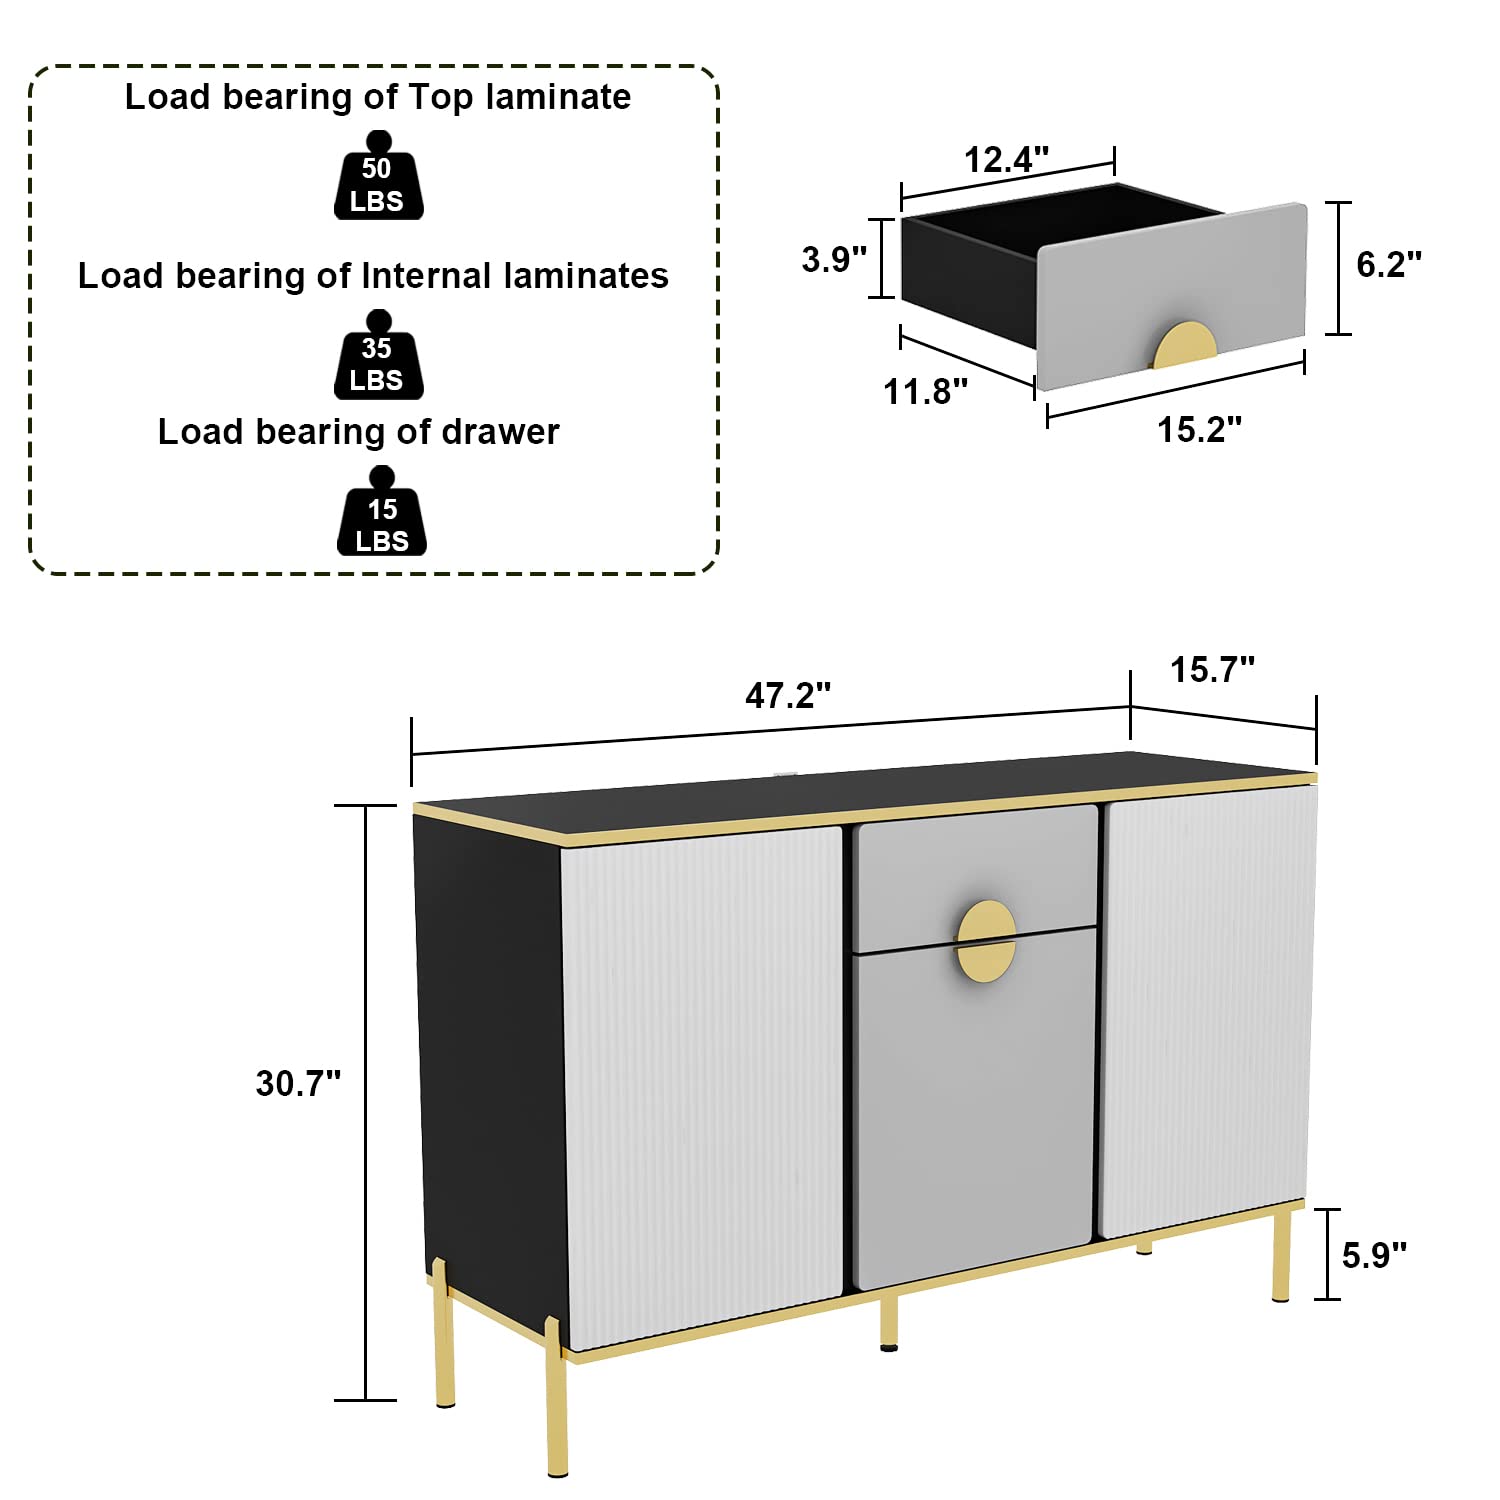 Load bearing of Top laminate
50
LBS
Load bearing of Internal laminates
35
LBS
Load bearing of drawer
15
LBS
12.4"
3.9"
6.2"
11.8"
15.2"
47.2"
15.7"
30.7"
5.9"